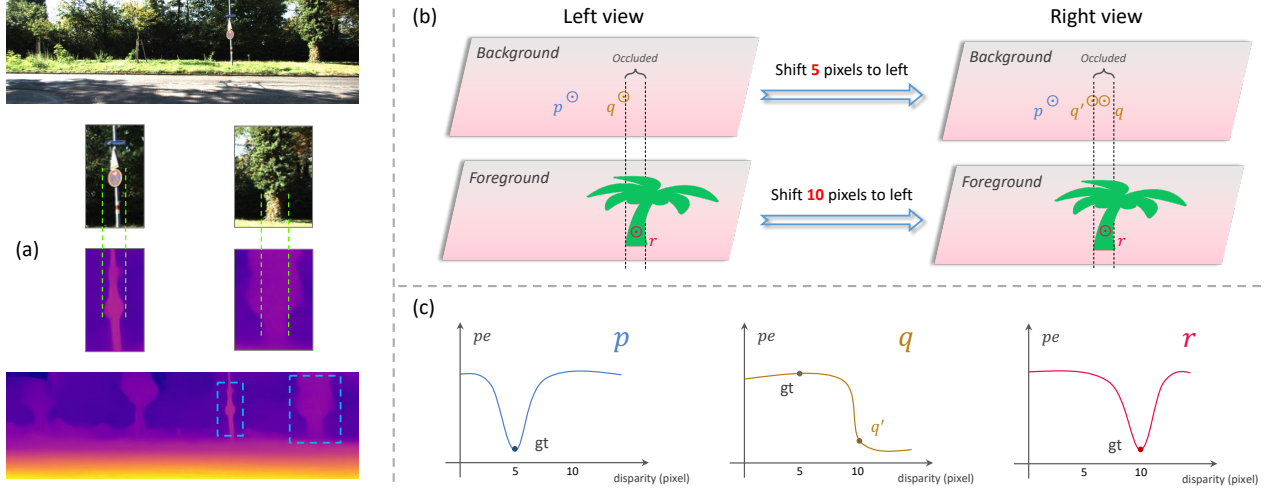 (a)
(b)
Left view
Right view
Background
Occluded
p
q
Shift 5 pixels to left
Background
Occluded
p
q'
q
Foreground
r
Shift 10 pixels to left
Foreground
r
(c)
pe
p
gt
5
10
disparity (pixel)
pe
q
gt
q'
5
10
disparity (pixel)
pe
r
gt
5
10
disparity (pixel)